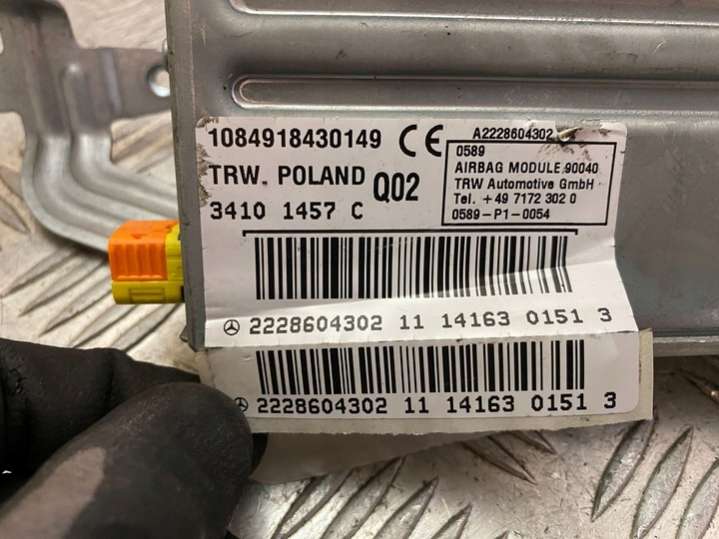 1084918430149 CE
TRW. POLAND Q02
3410 1457 C
A2228604302
0589
AIRBAG MODULE 90040
TRW Automotive GmbH
Tel. +49 7172 302 0
0589-P1-0054
2228604302 11 14163 0151 3
2228604302 11 14163 0151 3